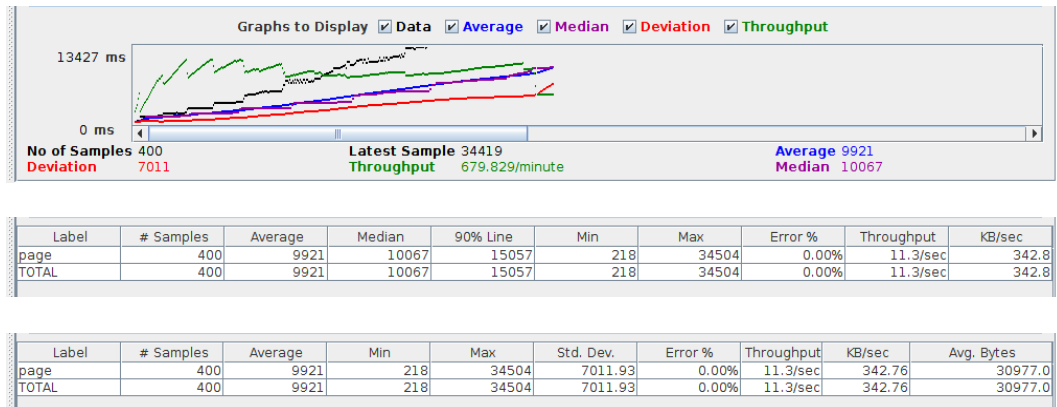 Graphs to Display Data Average Median Deviation Throughput
13427 ms
0 ms
No of Samples 400 Latest Sample 34419 Average 9921
Deviation 7011 Throughput 679.829/minute Median 10067
Label # Samples Average Median 90% Line Min Max Error % Throughput KB/sec
page 400 9921 10067 15057 218 34504 0.00% 11.3/sec 342.8
TOTAL 400 9921 10067 15057 218 34504 0.00% 11.3/sec 342.8
Label # Samples Average Min Max Std. Dev. Error % Throughput KB/sec Avg. Bytes
page 400 9921 218 34504 7011.93 0.00% 11.3/sec 342.76 30977.0
TOTAL 400 9921 218 34504 7011.93 0.00% 11.3/sec 342.76 30977.0